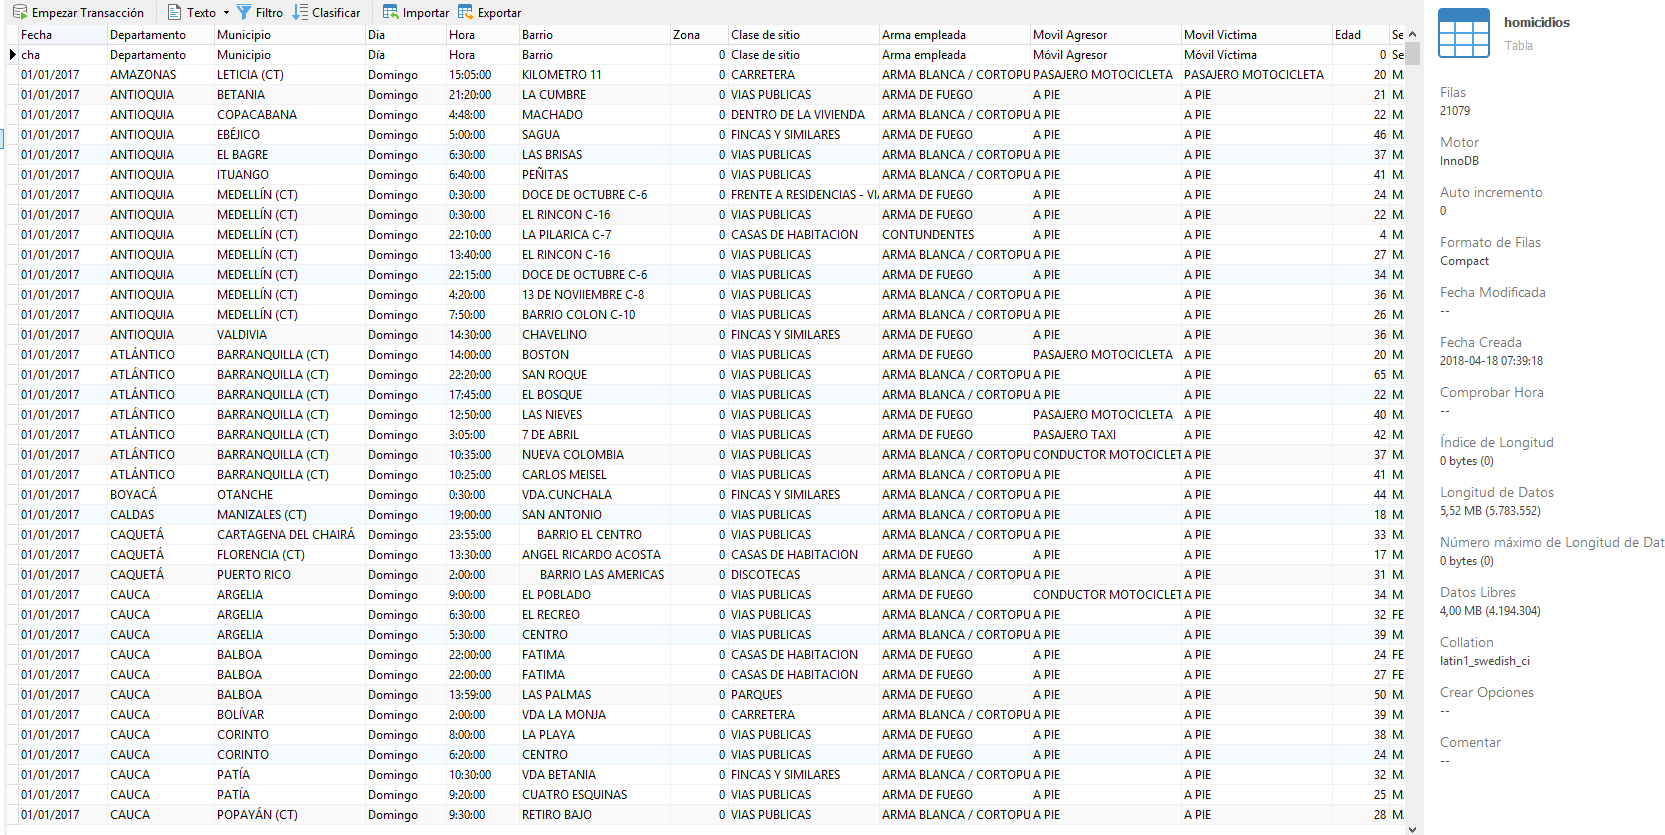 Empezar Transacción Texto Filtro Clasificar Importar Exportar
Fecha Departamento Municipio Dia Hora Barrio Zona Clase de sitio Arma empleada Movil Agresor Movil Victima Edad Se
cha Departamento Municipio Día Hora Barrio 0 Clase de sitio Arma empleada Móvil Agresor Móvil Victima 0 Se
01/01/2017 AMAZONAS LETICIA (CT) Domingo 15:05:00 KILOMETRO 11 0 CARRETERA ARMA BLANCA / CORTOPU PASAJERO MOTOCICLETA PASAJERO MOTOCICLETA 20 M
01/01/2017 ANTIOQUIA BETANIA Domingo 21:20:00 LA CUMBRE 0 VIAS PUBLICAS ARMA DE FUEGO A PIE A PIE 21 M
01/01/2017 ANTIOQUIA COPACABANA Domingo 4:48:00 MACHADO 0 DENTRO DE LA VIVIENDA ARMA BLANCA / CORTOPU A PIE A PIE 22 M
01/01/2017 ANTIOQUIA EBÉJICO Domingo 5:00:00 SAGUA 0 FINCAS Y SIMILARES ARMA DE FUEGO A PIE A PIE 46 M
01/01/2017 ANTIOQUIA EL BAGRE Domingo 6:30:00 LAS BRISAS 0 VIAS PUBLICAS ARMA BLANCA / CORTOPU A PIE A PIE 37 M
01/01/2017 ANTIOQUIA ITUANGO Domingo 6:40:00 PEÑITAS 0 VIAS PUBLICAS ARMA BLANCA / CORTOPU A PIE A PIE 41 M
01/01/2017 ANTIOQUIA MEDELLÍN (CT) Domingo 0:30:00 DOCE DE OCTUBRE C-6 0 FRENTE A RESIDENCIAS - VI ARMA DE FUEGO A PIE A PIE 24 M
01/01/2017 ANTIOQUIA MEDELLÍN (CT) Domingo 0:30:00 EL RINCON C-16 0 VIAS PUBLICAS ARMA DE FUEGO A PIE A PIE 22 M
01/01/2017 ANTIOQUIA MEDELLÍN (CT) Domingo 22:10:00 LA PILARICA C-7 0 CASAS DE HABITACION CONTUNDENTES A PIE A PIE 4 M
01/01/2017 ANTIOQUIA MEDELLÍN (CT) Domingo 13:40:00 EL RINCON C-16 0 VIAS PUBLICAS ARMA BLANCA / CORTOPU A PIE A PIE 27 M
01/01/2017 ANTIOQUIA MEDELLÍN (CT) Domingo 22:15:00 DOCE DE OCTUBRE C-6 0 VIAS PUBLICAS ARMA DE FUEGO A PIE A PIE 34 M
01/01/2017 ANTIOQUIA MEDELLÍN (CT) Domingo 4:20:00 13 DE NOVIIEMBRE C-8 0 VIAS PUBLICAS ARMA BLANCA / CORTOPU A PIE A PIE 36 M
01/01/2017 ANTIOQUIA MEDELLÍN (CT) Domingo 7:50:00 BARRIO COLON C-10 0 VIAS PUBLICAS ARMA BLANCA / CORTOPU A PIE A PIE 26 M
01/01/2017 ANTIOQUIA VALDIVIA Domingo 14:30:00 CHAVELINO 0 FINCAS Y SIMILARES ARMA DE FUEGO A PIE A PIE 36 M
01/01/2017 ATLÁNTICO BARRANQUILLA (CT) Domingo 14:00:00 BOSTON 0 VIAS PUBLICAS ARMA DE FUEGO PASAJERO MOTOCICLETA A PIE 20 M
01/01/2017 ATLÁNTICO BARRANQUILLA (CT) Domingo 22:20:00 SAN ROQUE 0 VIAS PUBLICAS ARMA BLANCA / CORTOPU A PIE A PIE 65 M
01/01/2017 ATLÁNTICO BARRANQUILLA (CT) Domingo 17:45:00 EL BOSQUE 0 VIAS PUBLICAS ARMA BLANCA / CORTOPU A PIE A PIE 22 M
01/01/2017 ATLÁNTICO BARRANQUILLA (CT) Domingo 12:50:00 LAS NIEVES 0 VIAS PUBLICAS ARMA DE FUEGO PASAJERO MOTOCICLETA A PIE 40 M
01/01/2017 ATLÁNTICO BARRANQUILLA (CT) Domingo 3:05:00 7 DE ABRIL 0 VIAS PUBLICAS ARMA DE FUEGO PASAJERO TAXI A PIE 42 M
01/01/2017 ATLÁNTICO BARRANQUILLA (CT) Domingo 10:35:00 NUEVA COLOMBIA 0 VIAS PUBLICAS ARMA BLANCA / CORTOPU CONDUCTOR MOTOCICLET A PIE 37 M
01/01/2017 ATLÁNTICO BARRANQUILLA (CT) Domingo 10:25:00 CARLOS MEISEL 0 VIAS PUBLICAS ARMA BLANCA / CORTOPU A PIE A PIE 41 M
01/01/2017 BOYACÁ OTANCHE Domingo 0:30:00 VDA.CUNCHALA 0 FINCAS Y SIMILARES ARMA BLANCA / CORTOPU A PIE A PIE 44 M
01/01/2017 CALDAS MANIZALES (CT) Domingo 19:00:00 SAN ANTONIO 0 VIAS PUBLICAS ARMA BLANCA / CORTOPU A PIE A PIE 18 M
01/01/2017 CAQUETÁ CARTAGENA DEL CHAIRÁ Domingo 23:55:00 BARRIO EL CENTRO 0 VIAS PUBLICAS ARMA BLANCA / CORTOPU A PIE A PIE 33 M
01/01/2017 CAQUETÁ FLORENCIA (CT) Domingo 13:30:00 ANGEL RICARDO ACOSTA 0 CASAS DE HABITACION ARMA DE FUEGO A PIE A PIE 17 M
01/01/2017 CAQUETÁ PUERTO RICO Domingo 2:00:00 BARRIO LAS AMERICAS 0 DISCOTECAS ARMA BLANCA / CORTOPU A PIE A PIE 31 M
01/01/2017 CAUCA ARGELIA Domingo 9:00:00 EL POBLADO 0 VIAS PUBLICAS ARMA DE FUEGO CONDUCTOR MOTOCICLET A PIE 34 M
01/01/2017 CAUCA ARGELIA Domingo 6:30:00 EL RECREO 0 VIAS PUBLICAS ARMA BLANCA / CORTOPU A PIE A PIE 32 FE
01/01/2017 CAUCA ARGELIA Domingo 5:30:00 CENTRO 0 VIAS PUBLICAS ARMA BLANCA / CORTOPU A PIE A PIE 39 M
01/01/2017 CAUCA BALBOA Domingo 22:00:00 FATIMA 0 CASAS DE HABITACION ARMA DE FUEGO A PIE A PIE 24 FE
01/01/2017 CAUCA BALBOA Domingo 22:00:00 FATIMA 0 CASAS DE HABITACION ARMA DE FUEGO A PIE A PIE 27 FE
01/01/2017 CAUCA BALBOA Domingo 13:59:00 LAS PALMAS 0 PARQUES ARMA DE FUEGO A PIE A PIE 50 M
01/01/2017 CAUCA BOLÍVAR Domingo 2:00:00 VDA LA MONJA 0 CARRETERA ARMA BLANCA / CORTOPU A PIE A PIE 39 M
01/01/2017 CAUCA CORINTO Domingo 8:00:00 LA PLAYA 0 VIAS PUBLICAS ARMA DE FUEGO A PIE A PIE 38 M
01/01/2017 CAUCA CORINTO Domingo 6:20:00 CENTRO 0 VIAS PUBLICAS ARMA DE FUEGO A PIE A PIE 24 M
01/01/2017 CAUCA PATÍA Domingo 10:30:00 VDA BETANIA 0 FINCAS Y SIMILARES ARMA BLANCA / CORTOPU A PIE A PIE 32 M
01/01/2017 CAUCA PATÍA Domingo 9:20:00 CUATRO ESQUINAS 0 VIAS PUBLICAS ARMA DE FUEGO A PIE A PIE 25 M
01/01/2017 CAUCA POPAYÁN (CT) Domingo 9:30:00 RETIRO BAJO 0 VIAS PUBLICAS ARMA BLANCA / CORTOPU A PIE A PIE 28 M
homicidios
Tabla
Filas
21079
Motor
InnoDB
Auto incremento
0
Formato de Filas
Compact
Fecha Modificada
--
Fecha Creada
2018-04-18 07:39:18
Comprobar Hora
--
Índice de Longitud
0 bytes (0)
Longitud de Datos
5,52 MB (5.783.552)
Número máximo de Longitud de Dat
0 bytes (0)
Datos Libres
4,00 MB (4.194.304)
Collation
latin1_swedish_ci
Crear Opciones
--
Comentar
--